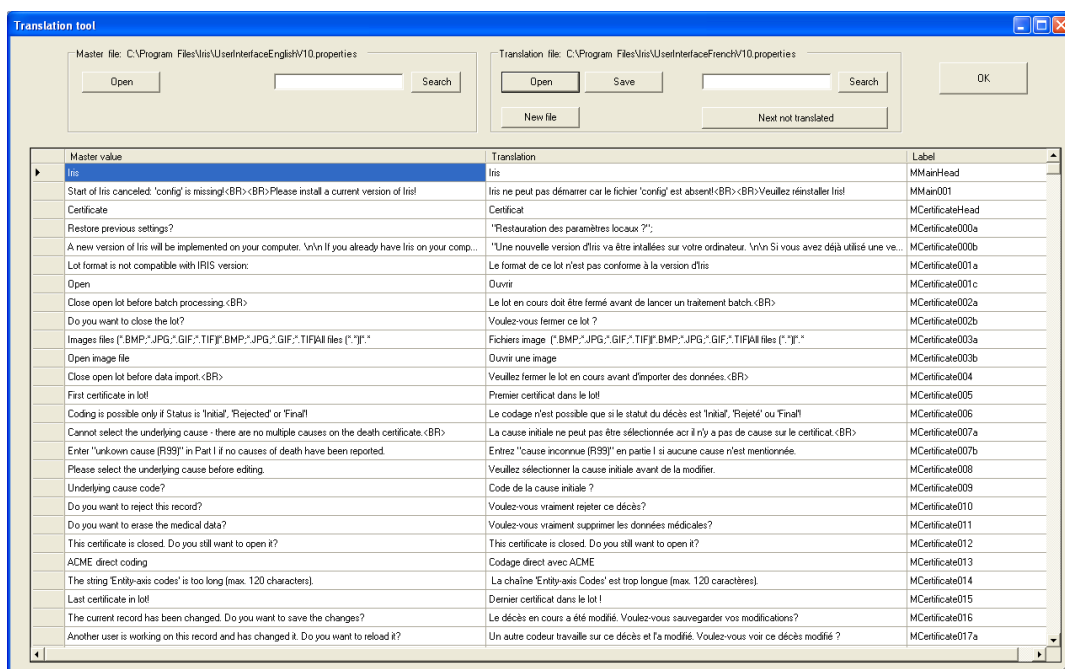 Translation tool
Master file: C:\Program Files\Iris\UserInterfaceEnglishV10.properties
Open
Search
Translation file: C:\Program Files\Iris\UserInterfaceFrenchV10.properties
Open Save
Search
New file
Next not translated
OK
Master value Translation Label
Iris Iris MMainHead
Start of Iris canceled: 'config' is missing!<BR><BR>Please install a current version of Iris! Iris ne peut pas démarrer car le fichier 'config' est absent!<BR><BR>Veuillez réinstaller Iris! MMain001
Certificate Certificat MCertificateHead
Restore previous settings? "Restauration des paramètres locaux ?"; MCertificate000a
A new version of Iris will be implemented on your computer. \n\n If you already have Iris on your comp... "Une nouvelle version d'Iris va être intallées sur votre ordinateur. \n\n Si vous avez déjà utilisé une ve... MCertificate000b
Lot format is not compatible with IRIS version: Le format de ce lot n'est pas conforme à la version d'Iris MCertificate001a
Open Ouvrir MCertificate001c
Close open lot before batch processing.<BR> Le lot en cours doit être fermé avant de lancer un traitement batch.<BR> MCertificate002a
Do you want to close the lot? Voulez-vous fermer ce lot ? MCertificate002b
Images files (*.BMP;*.JPG;*.GIF;*.TIF)|*.BMP;*.JPG;*.GIF;*.TIF|All files (*.*)|*.* Fichiers image (*.BMP;*.JPG;*.GIF;*.TIF)|*.BMP;*.JPG;*.GIF;*.TIF|All files (*.*)|*.* MCertificate003a
Open image file Ouvrir une image MCertificate003b
Close open lot before data import.<BR> Veuillez fermer le lot en cours avant d'importer des données.<BR> MCertificate004
First certificate in lot! Premier certificat dans le lot! MCertificate005
Coding is possible only if Status is 'Initial', 'Rejected' or 'Final'! Le codage n'est possible que si le statut du décès est 'Initial', 'Rejeté' ou 'Final'! MCertificate006
Cannot select the underlying cause - there are no multiple causes on the death certificate.<BR> La cause initiale ne peut pas être sélectionnée acr il n'y a pas de cause sur le certificat.<BR> MCertificate007a
Enter "unkown cause (R99)" in Part I if no causes of death have been reported. Entrez "cause inconnue (R99)" en partie I si aucune cause n'est mentionnée. MCertificate007b
Please select the underlying cause before editing. Veuillez sélectionner la cause initiale avant de la modifier. MCertificate008
Underlying cause code? Code de la cause initiale ? MCertificate009
Do you want to reject this record? Voulez-vous vraiment rejeter ce décès? MCertificate010
Do you want to erase the medical data? Voulez-vous vraiment supprimer les données médicales? MCertificate011
This certificate is closed. Do you still want to open it? This certificate is closed. Do you still want to open it? MCertificate012
ACME direct coding Codage direct avec ACME MCertificate013
The string 'Entity-axis codes' is too long (max. 120 characters). La chaîne 'Entity-axis Codes' est trop longue (max. 120 caractères). MCertificate014
Last certificate in lot! Dernier certificat dans le lot ! MCertificate015
The current record has been changed. Do you want to save the changes? Le décès en cours a été modifié. Voulez-vous sauvegarder vos modifications? MCertificate016
Another user is working on this record and has changed it. Do you want to reload it? Un autre codeur travaille sur ce décès et l'a modifié. Voulez-vous voir ce décès modifié ? MCertificate017a